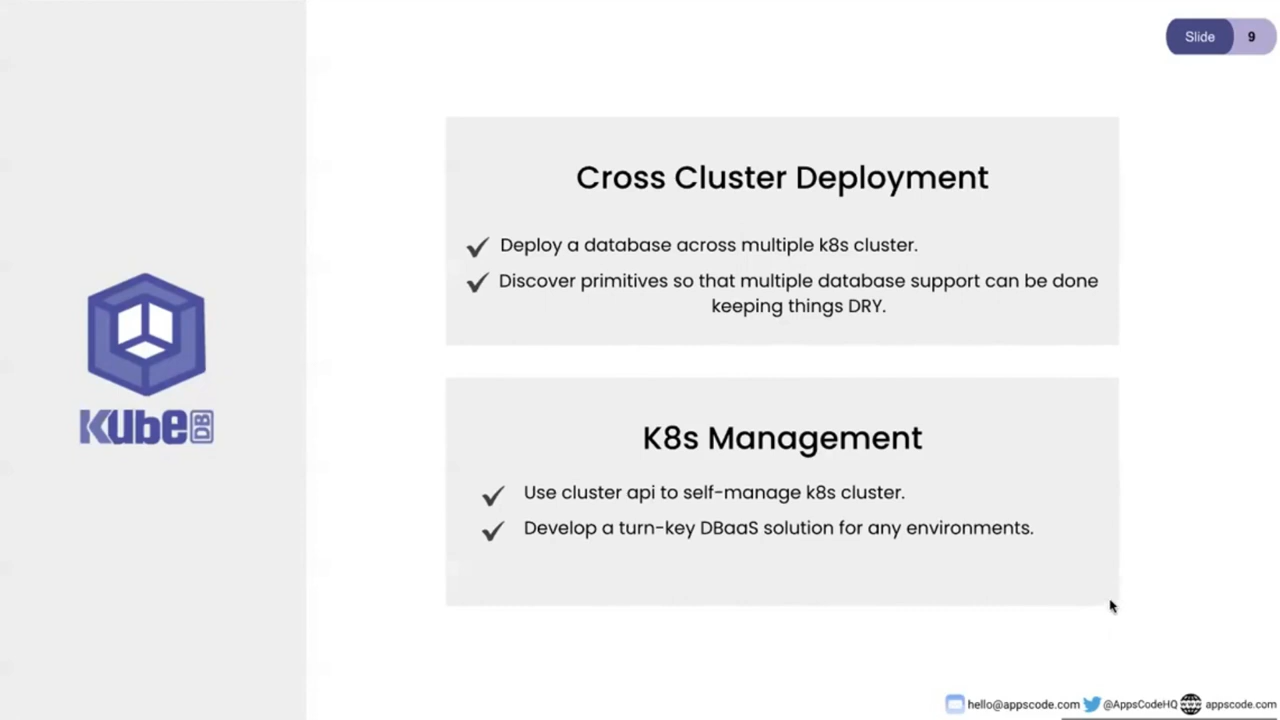 Slide 9
Cross Cluster Deployment
Deploy a database across multiple k8s cluster.
Discover primitives so that multiple database support can be done
keeping things DRY.
KubeDB
K8s Management
Use cluster api to self-manage k8s cluster.
Develop a turn-key DBaaS solution for any environments.
hello@appscode.com @AppsCodeHQ appscode.com